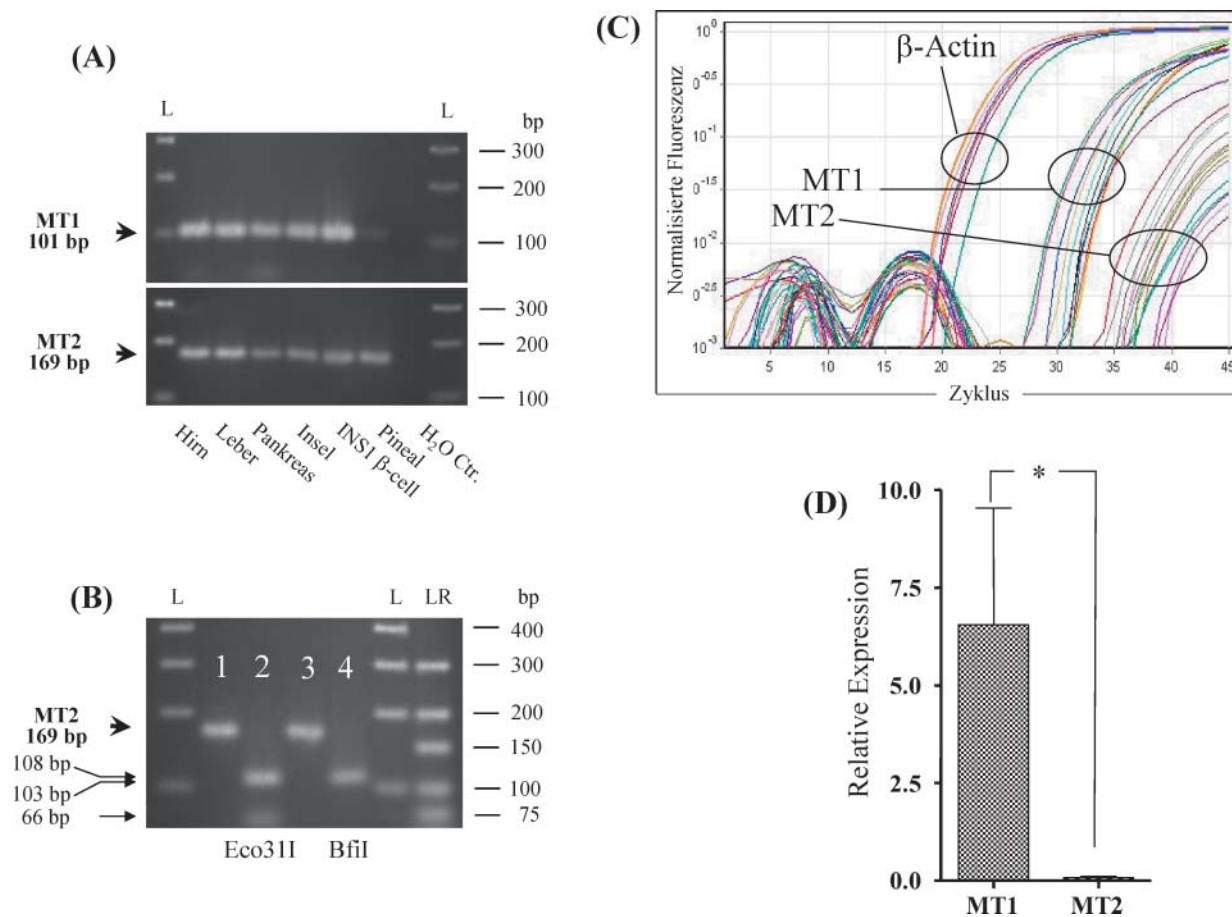 (A)
L
L
bp
MT1
101 bp
300
200
100
MT2
169 bp
300
200
100
Hirn
Leber
Pankreas
Insel
INS1 β-cell
Pineal
H₂O Ctr.
(B)
L
L
LR
bp
1
2
3
4
MT2
169 bp
108 bp
103 bp
66 bp
400
300
200
150
100
75
Eco31I
BfiI
(C)
Normalisierte Fluoreszenz
10⁰
10⁻⁰·⁵
10⁻¹
10⁻¹·⁵
10⁻²
10⁻²·⁵
10⁻³
β-Actin
MT1
MT2
5
10
15
20
25
30
35
40
45
Zyklus
(D)
Relative Expression
10.0
7.5
5.0
2.5
0.0
*
MT1
MT2